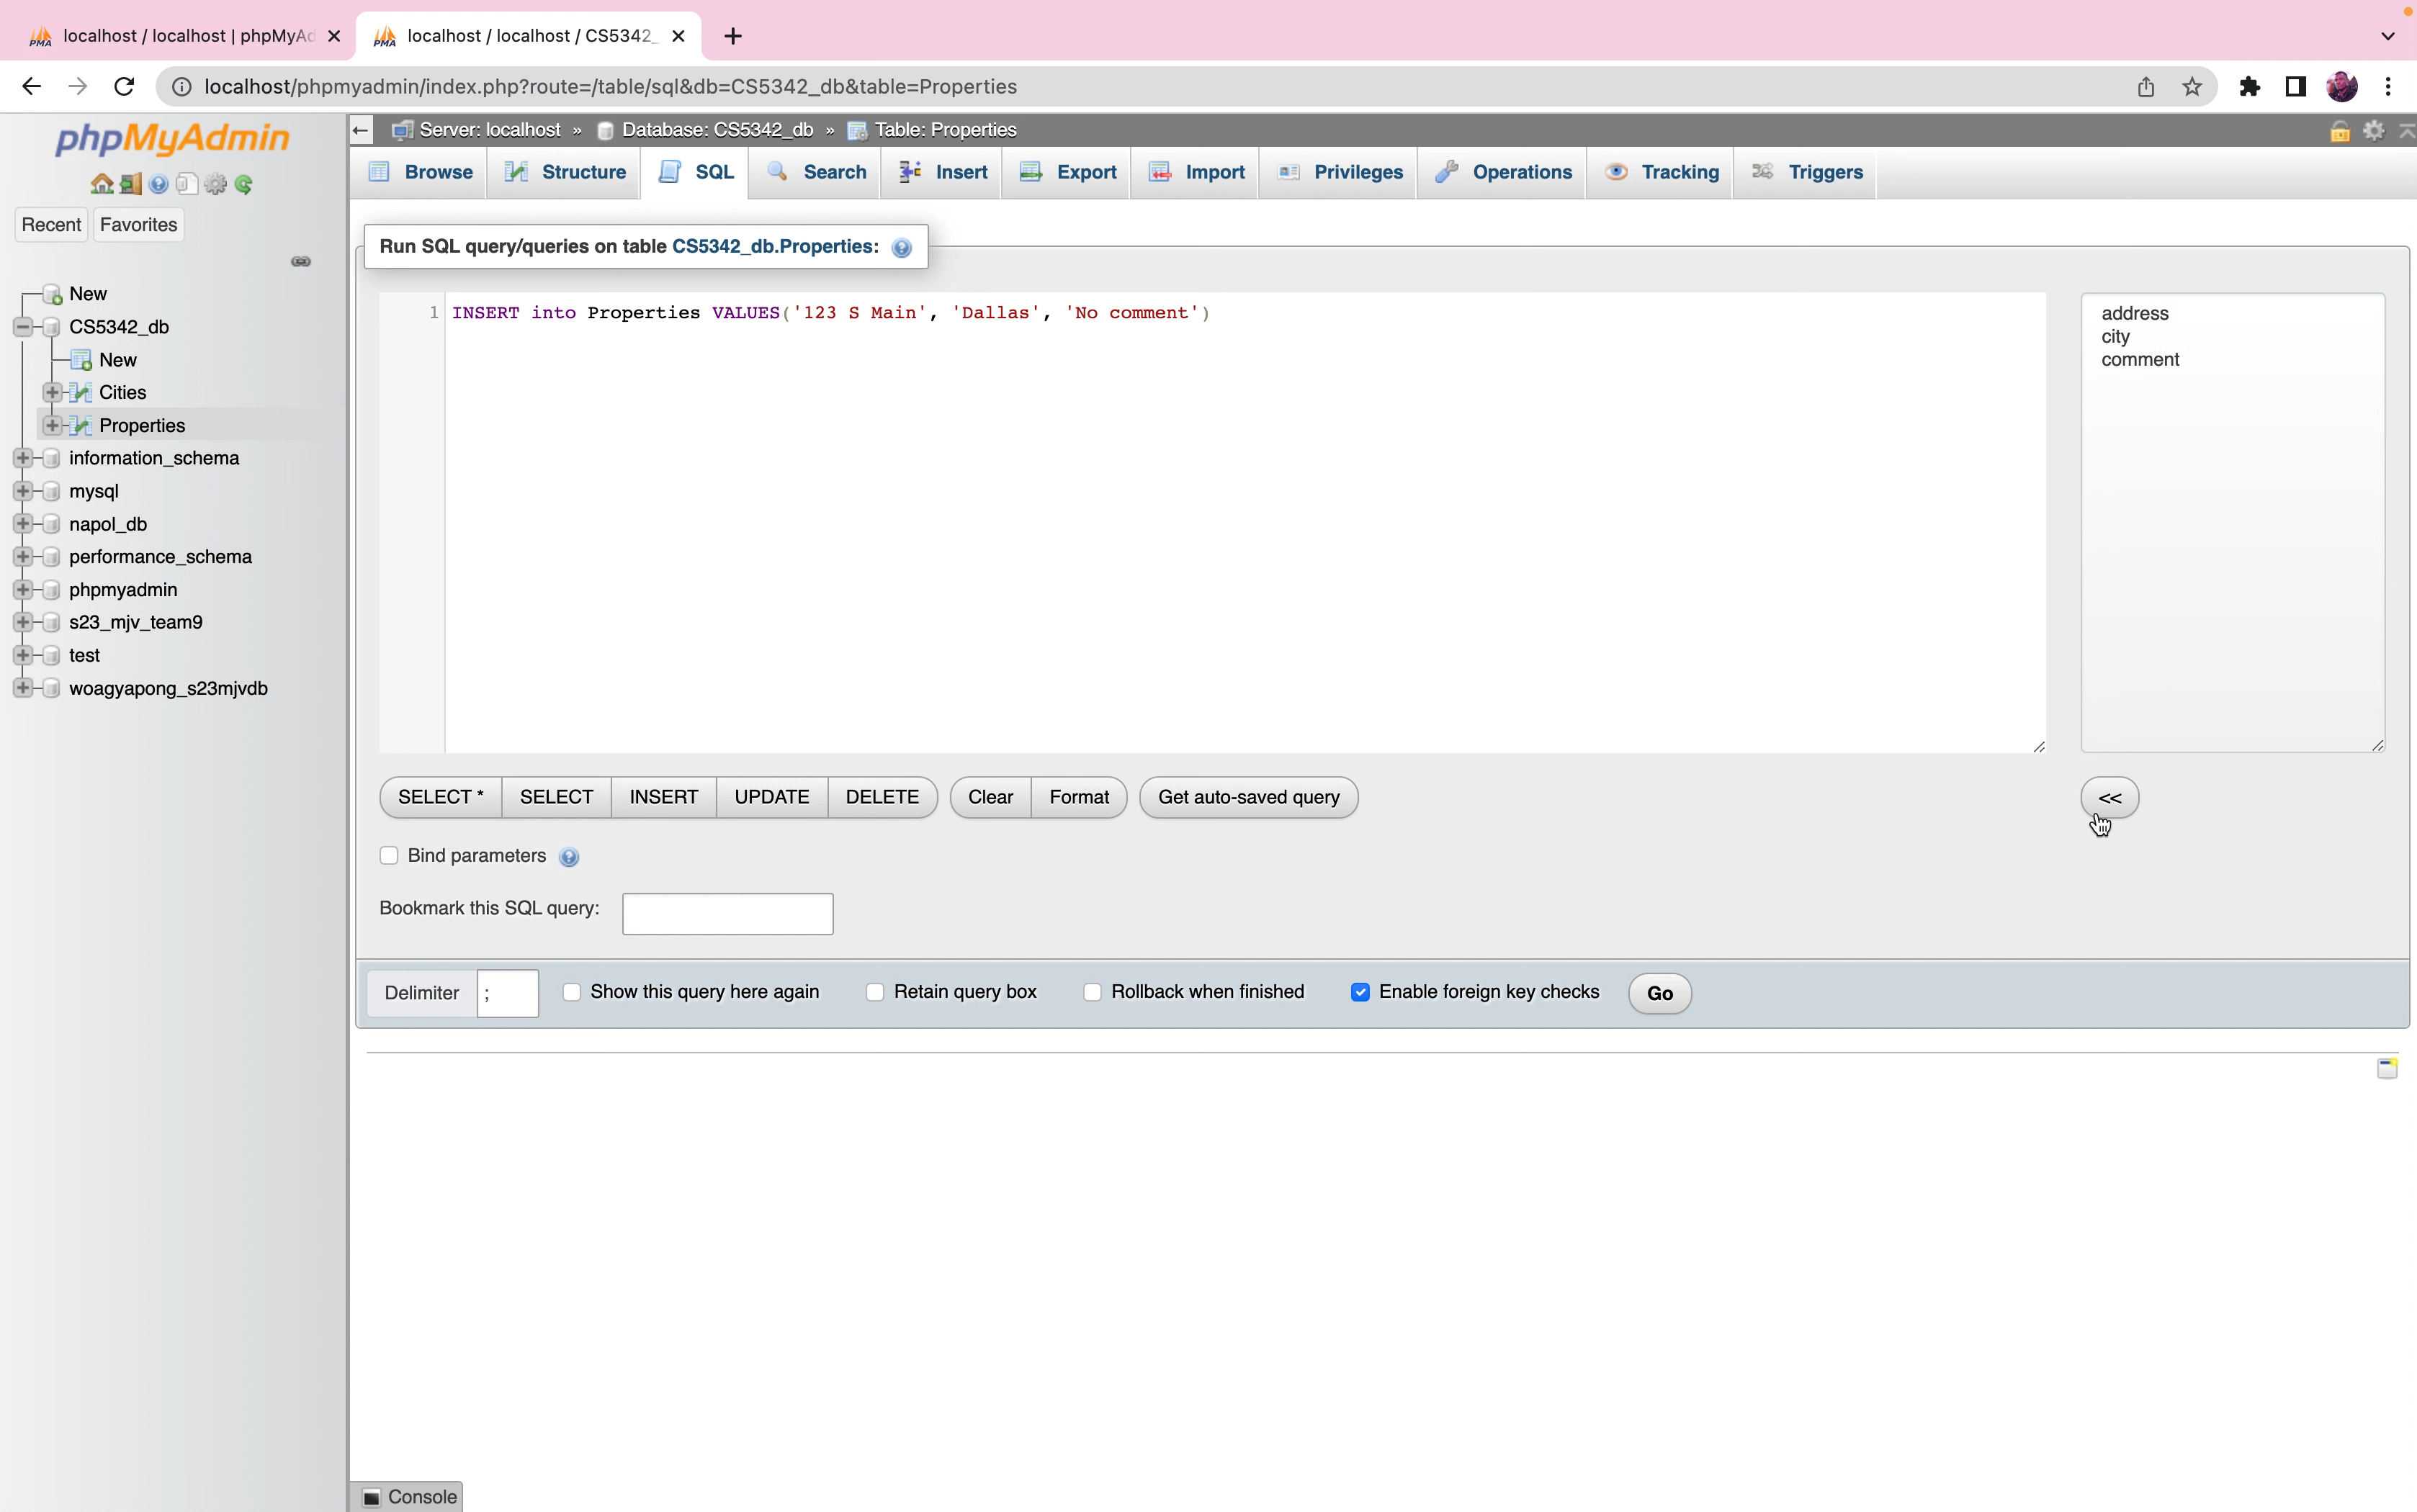 localhost / localhost | phpMyAd
localhost / localhost / CS5342_
localhost/phpmyadmin/index.php?route=/table/sql&db=CS5342_db&table=Properties
phpMyAdmin
Server: localhost » Database: CS5342_db » Table: Properties
Browse Structure SQL Search Insert Export Import Privileges Operations Tracking Triggers
Recent Favorites
New
CS5342_db
New
Cities
Properties
information_schema
mysql
napol_db
performance_schema
phpmyadmin
s23_mjv_team9
test
woagyapong_s23mjvdb
Run SQL query/queries on table CS5342_db.Properties:
1 INSERT into Properties VALUES('123 S Main', 'Dallas', 'No comment')
address
city
comment
SELECT * SELECT INSERT UPDATE DELETE Clear Format Get auto-saved query <<
Bind parameters
Bookmark this SQL query:
Delimiter ; Show this query here again Retain query box Rollback when finished Enable foreign key checks Go
Console